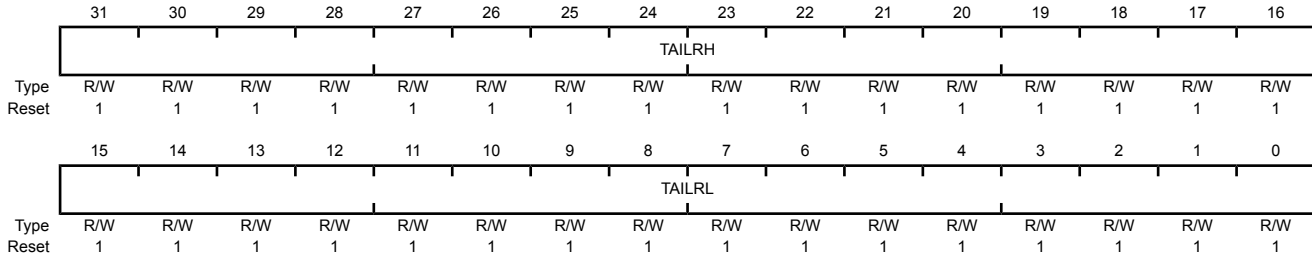 31 30 29 28 27 26 25 24 23 22 21 20 19 18 17 16
TAILRH
Type R/W R/W R/W R/W R/W R/W R/W R/W R/W R/W R/W R/W R/W R/W R/W R/W
Reset 1 1 1 1 1 1 1 1 1 1 1 1 1 1 1 1
15 14 13 12 11 10 9 8 7 6 5 4 3 2 1 0
TAILRL
Type R/W R/W R/W R/W R/W R/W R/W R/W R/W R/W R/W R/W R/W R/W R/W R/W
Reset 1 1 1 1 1 1 1 1 1 1 1 1 1 1 1 1